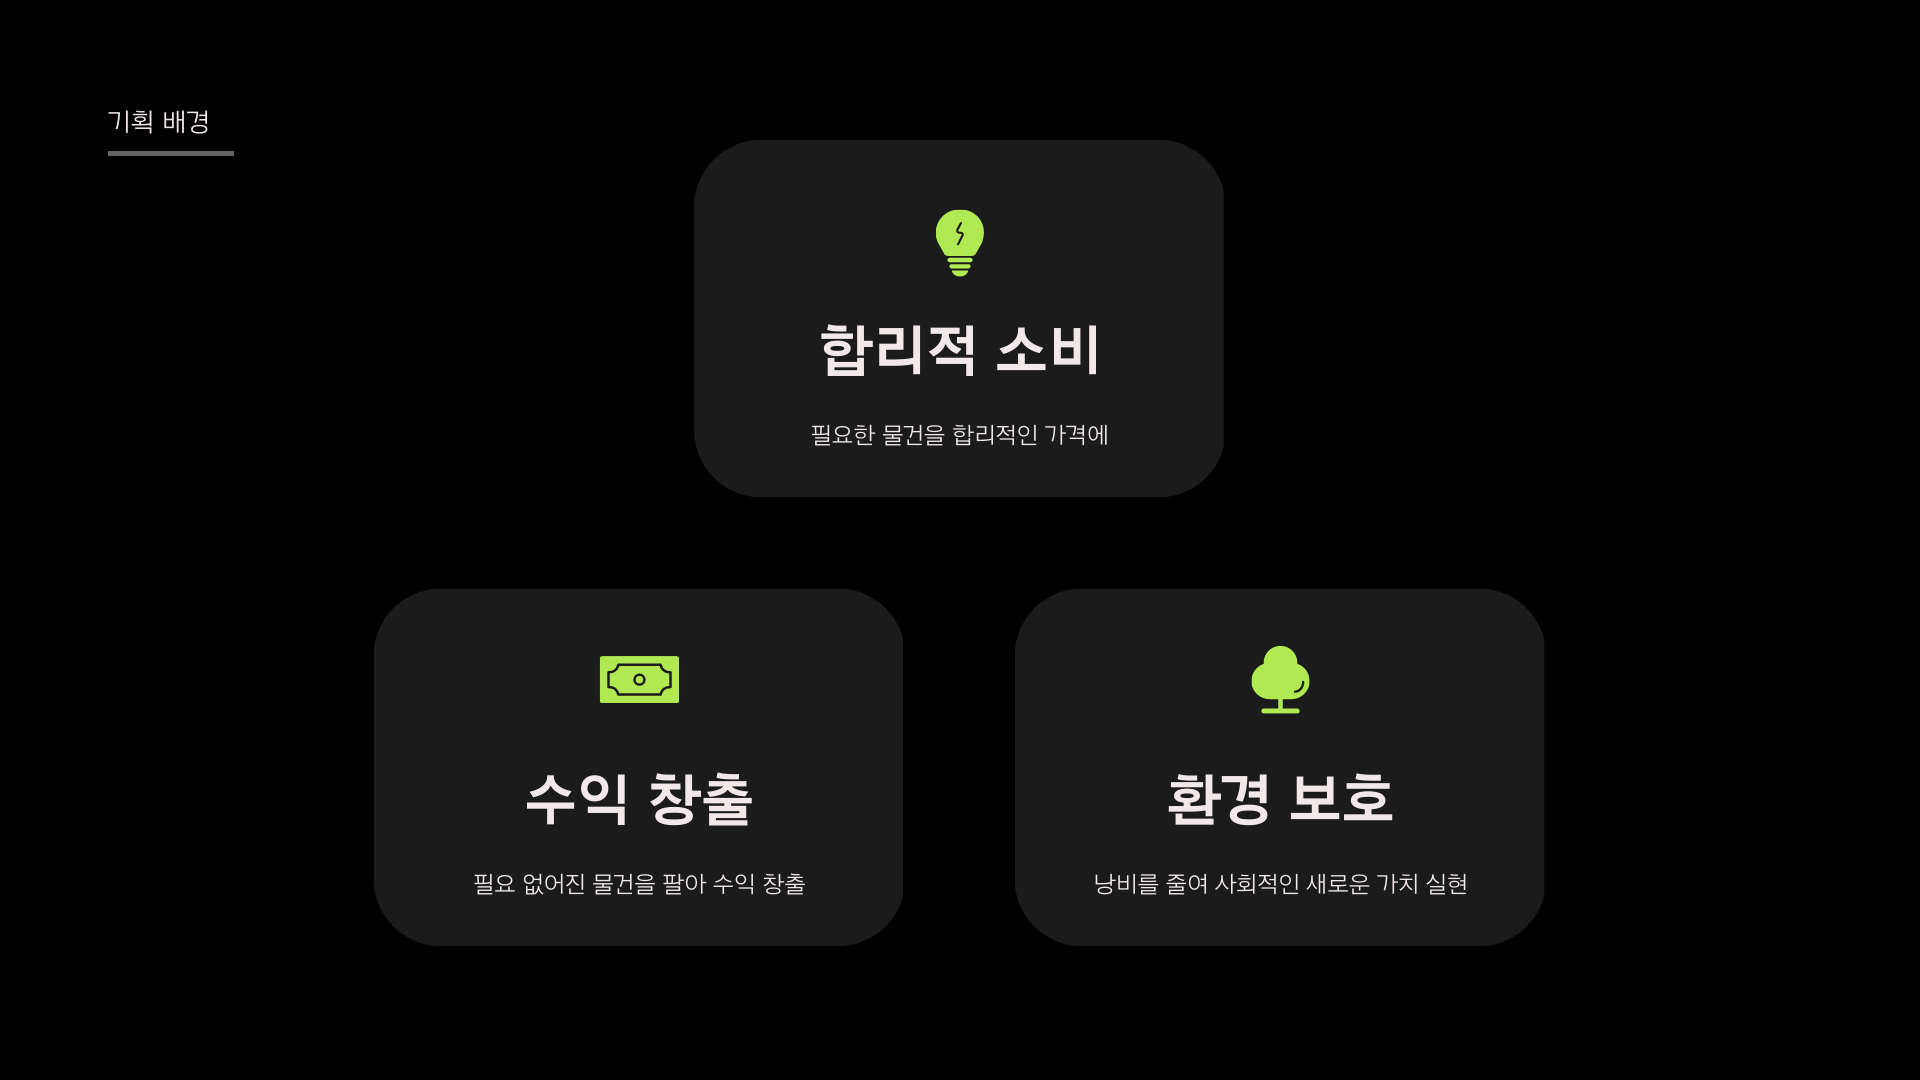 기획 배경
합리적 소비
필요한 물건을 합리적인 가격에
수익 창출
필요 없어진 물건을 팔아 수익 창출
환경 보호
낭비를 줄여 사회적인 새로운 가치 실현